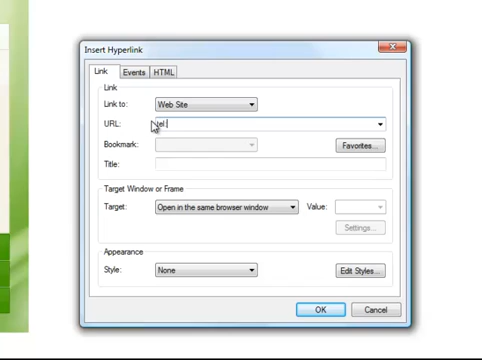 Insert Hyperlink
Link Events HTML
Link
Link to: Web Site
URL: tel:
Bookmark: Favorites...
Title:
Target Window or Frame
Target: Open in the same browser window Value:
Settings...
Appearance
Style: None Edit Styles...
OK Cancel